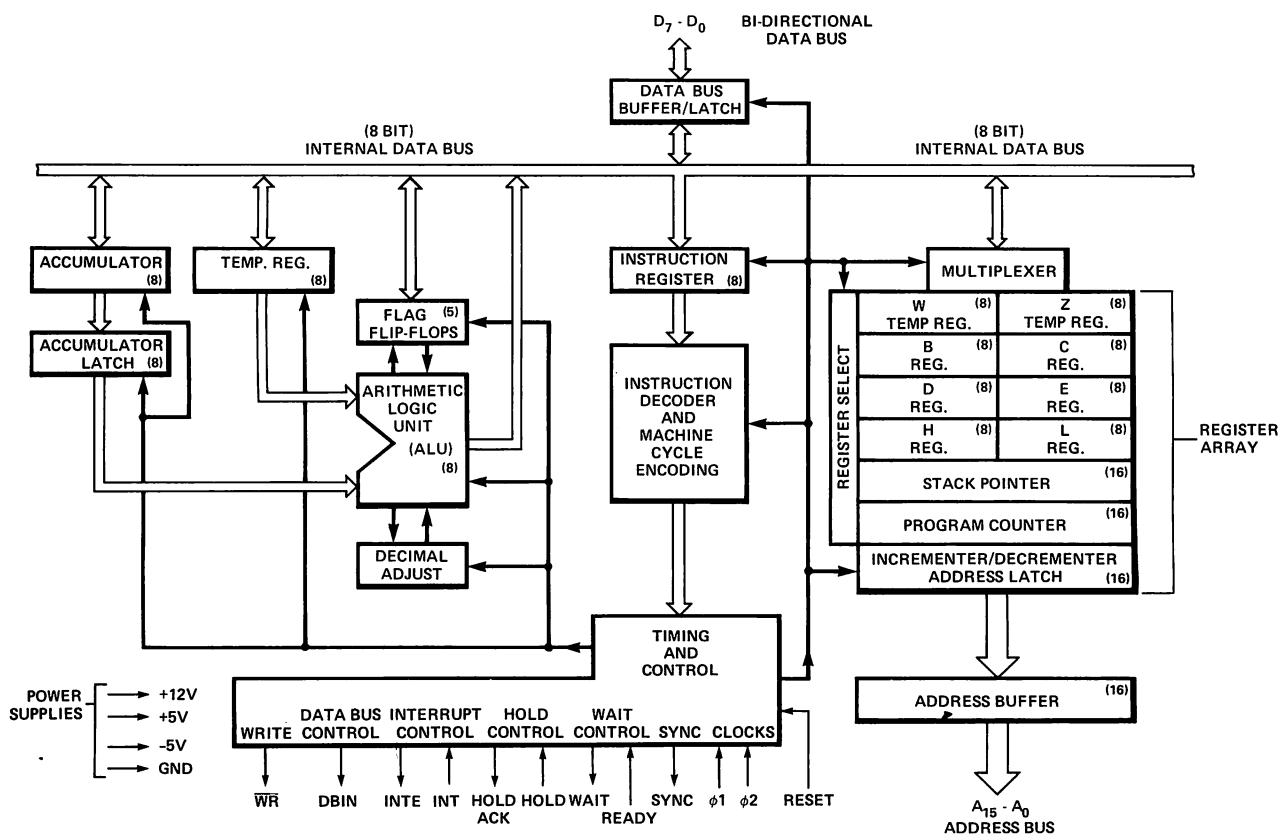 D7 - D0
BI-DIRECTIONAL
DATA BUS
DATA BUS
BUFFER/LATCH
(8 BIT)
INTERNAL DATA BUS
(8 BIT)
INTERNAL DATA BUS
ACCUMULATOR
(8)
TEMP. REG.
(8)
INSTRUCTION
REGISTER (8)
MULTIPLEXER
ACCUMULATOR
LATCH (8)
FLAG (5)
FLIP-FLOPS
ARITHMETIC
LOGIC
UNIT
(ALU)
(8)
DECIMAL
ADJUST
INSTRUCTION
DECODER
AND
MACHINE
CYCLE
ENCODING
REGISTER SELECT
W (8)
TEMP REG.
Z (8)
TEMP REG.
B (8)
REG.
C (8)
REG.
D (8)
REG.
E (8)
REG.
H (8)
REG.
L (8)
REG.
STACK POINTER (16)
PROGRAM COUNTER (16)
INCREMENTER/DECREMENTER
ADDRESS LATCH (16)
REGISTER
ARRAY
TIMING
AND
CONTROL
ADDRESS BUFFER (16)
A15 - A0
ADDRESS BUS
POWER
SUPPLIES
+12V
+5V
-5V
GND
WRITE
DATA BUS
CONTROL
INTERRUPT
CONTROL
HOLD
CONTROL
WAIT
CONTROL
SYNC
CLOCKS
W̅R̅
DBIN
INTE
INT
HOLD
ACK
HOLD
WAIT
READY
SYNC
ϕ1
ϕ2
RESET